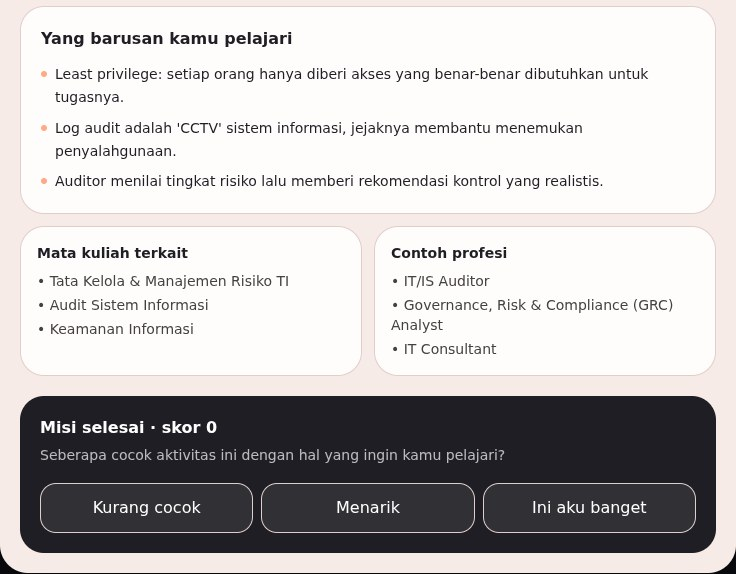 Yang barusan kamu pelajari
Least privilege: setiap orang hanya diberi akses yang benar-benar dibutuhkan untuk
tugasnya.
Log audit adalah 'CCTV' sistem informasi, jejaknya membantu menemukan
penyalahgunaan.
Auditor menilai tingkat risiko lalu memberi rekomendasi kontrol yang realistis.
Mata kuliah terkait
• Tata Kelola & Manajemen Risiko TI
• Audit Sistem Informasi
• Keamanan Informasi
Contoh profesi
• IT/IS Auditor
• Governance, Risk & Compliance (GRC)
Analyst
• IT Consultant
Misi selesai · skor 0
Seberapa cocok aktivitas ini dengan hal yang ingin kamu pelajari?
Kurang cocok
Menarik
Ini aku banget